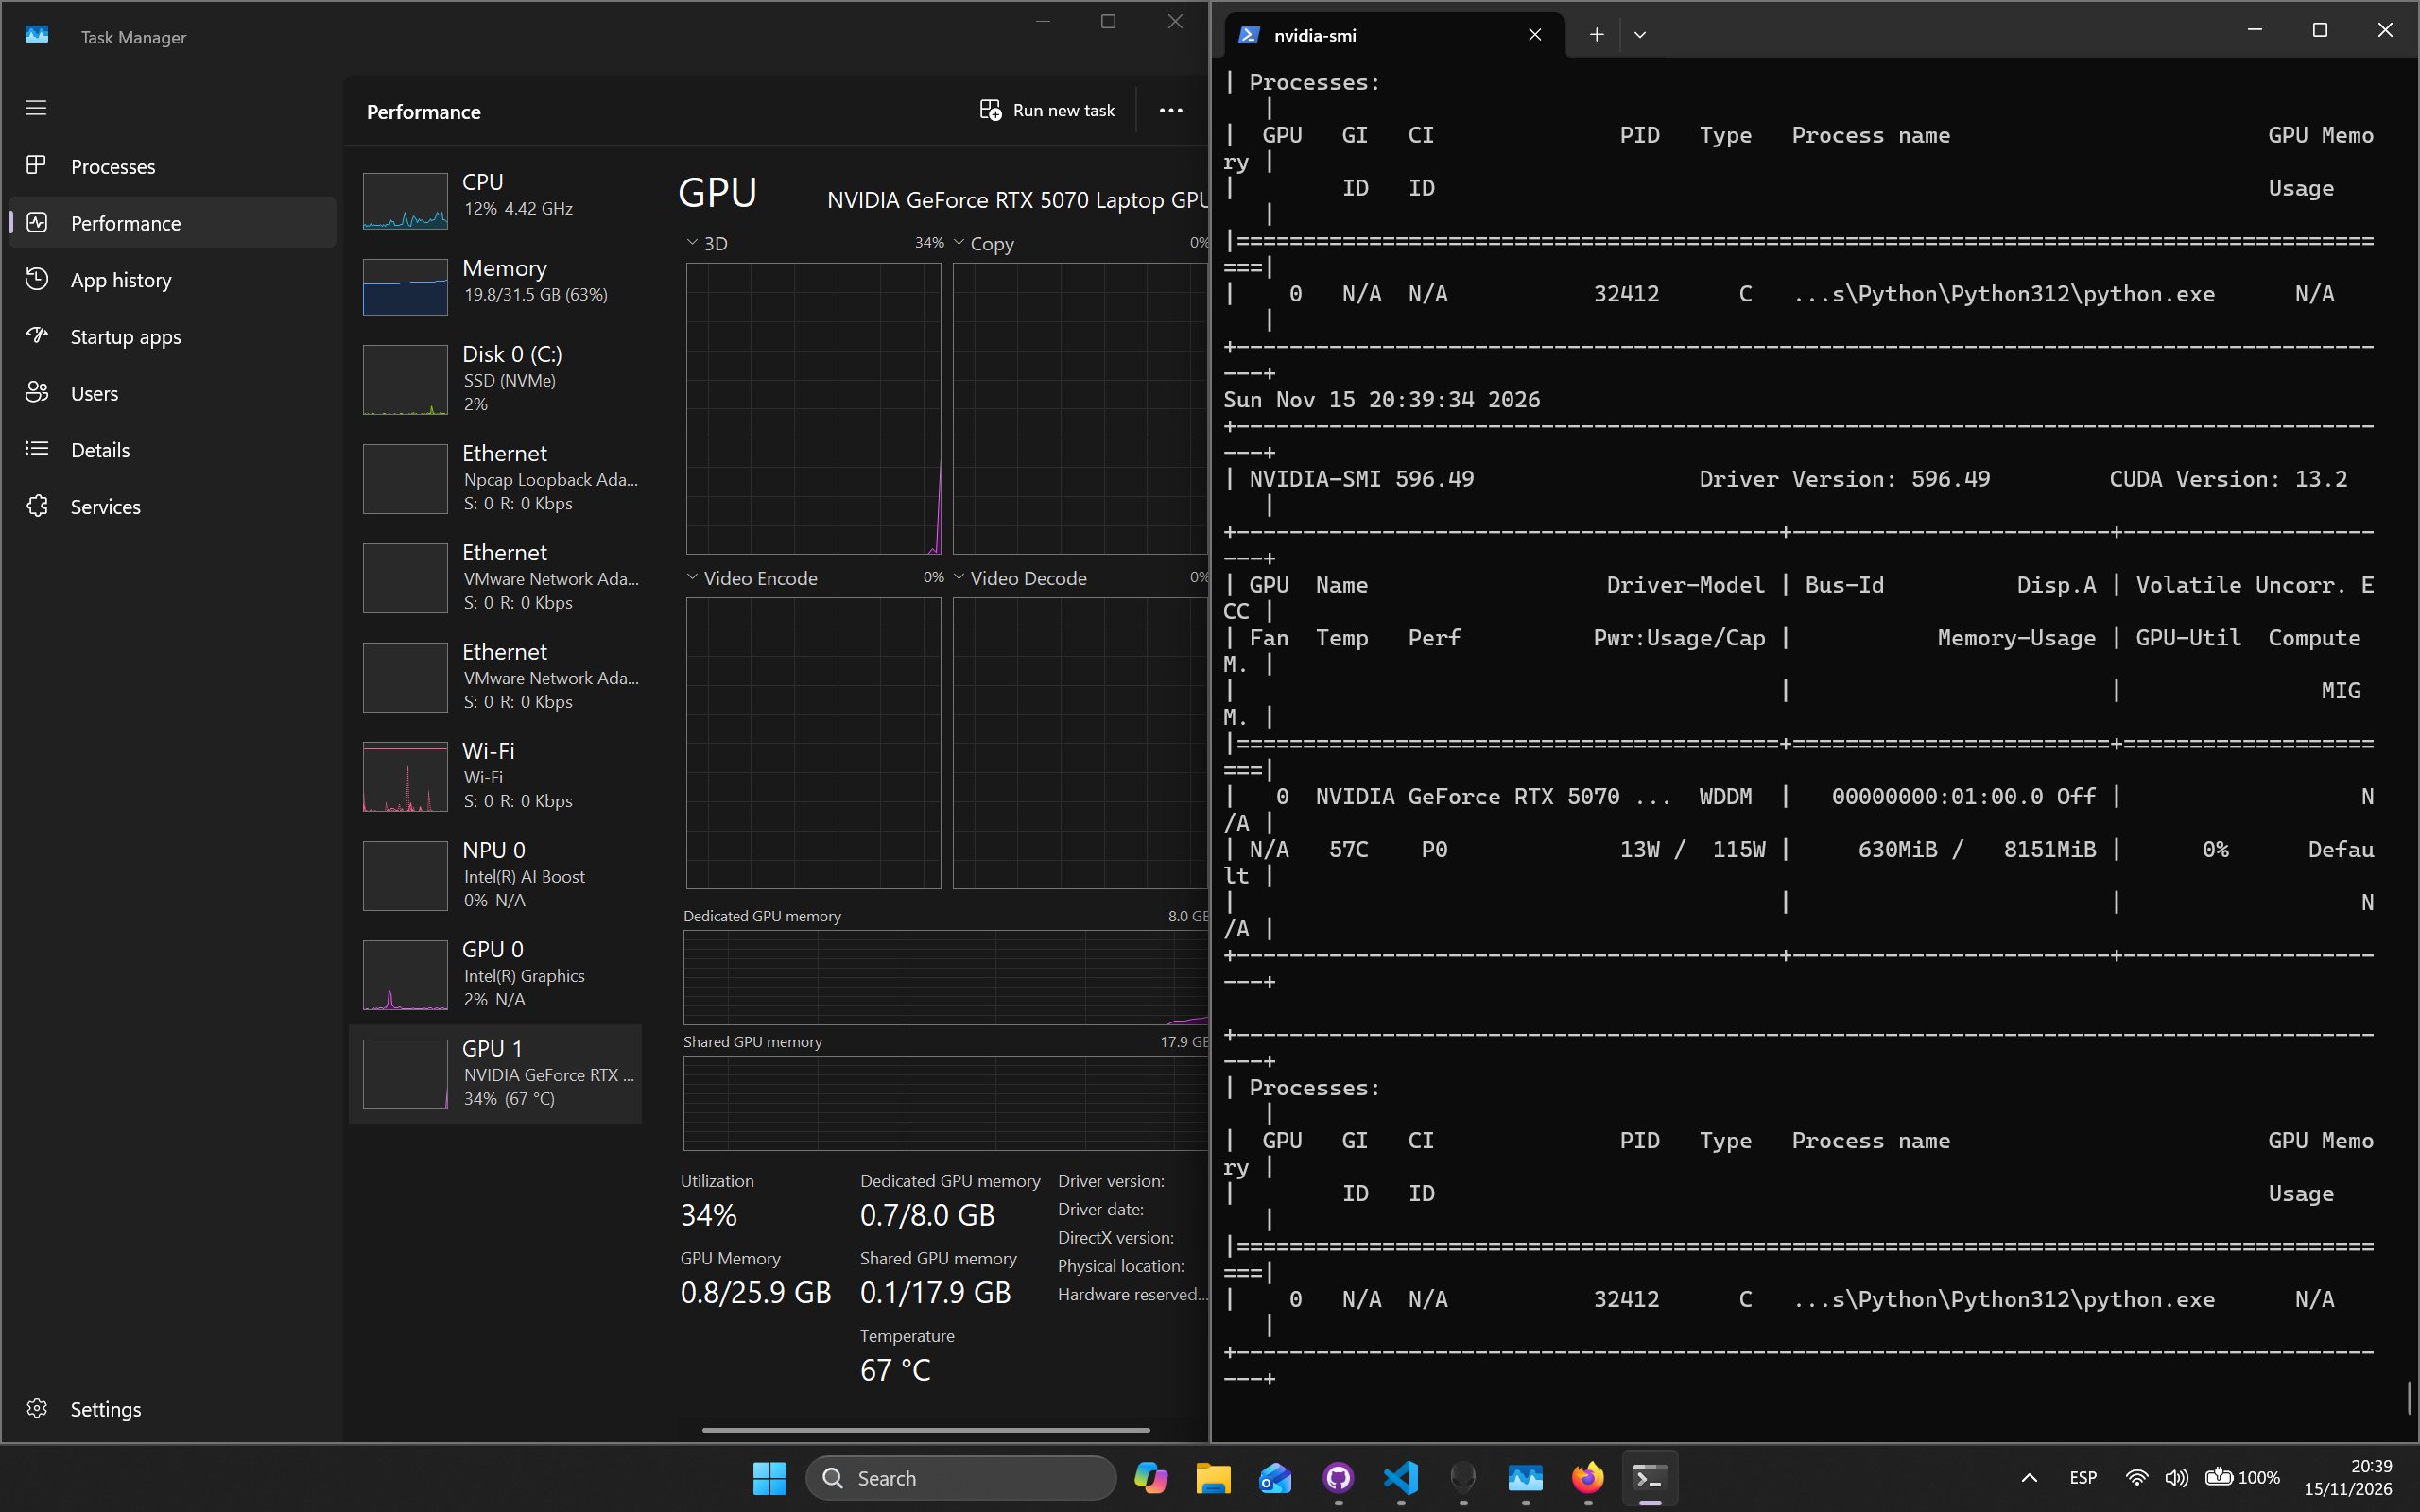 Task Manager
Performance
Run new task
Processes
Performance
App history
Startup apps
Users
Details
Services
Settings
CPU
12% 4.42 GHz
Memory
19.8/31.5 GB (63%)
Disk 0 (C:)
SSD (NVMe)
2%
Ethernet
Npcap Loopback Ada...
S: 0 R: 0 Kbps
Ethernet
VMware Network Ada...
S: 0 R: 0 Kbps
Ethernet
VMware Network Ada...
S: 0 R: 0 Kbps
Wi-Fi
Wi-Fi
S: 0 R: 0 Kbps
NPU 0
Intel(R) AI Boost
0% N/A
GPU 0
Intel(R) Graphics
2% N/A
GPU 1
NVIDIA GeForce RTX ...
34% (67 °C)
GPU NVIDIA GeForce RTX 5070 Laptop GPU
3D 34% Copy 0%
Video Encode 0% Video Decode 0%
Dedicated GPU memory 8.0 GB
Shared GPU memory 17.9 GB
Utilization
34%
GPU Memory
0.8/25.9 GB
Dedicated GPU memory
0.7/8.0 GB
Shared GPU memory
0.1/17.9 GB
Temperature
67 °C
Driver version:
Driver date:
DirectX version:
Physical location:
Hardware reserved...
nvidia-smi
| Processes:
|
| GPU GI CI PID Type Process name GPU Memo
ry |
| ID ID Usage
|
|======================================================================================
===|
| 0 N/A N/A 32412 C ...s\Python\Python312\python.exe N/A
|
+--------------------------------------------------------------------------------------
---+
Sun Nov 15 20:39:34 2026
+--------------------------------------------------------------------------------------
---+
| NVIDIA-SMI 596.49 Driver Version: 596.49 CUDA Version: 13.2
|
+-----------------------------------------+------------------------+-------------------
---+
| GPU Name Driver-Model | Bus-Id Disp.A | Volatile Uncorr. E
CC |
| Fan Temp Perf Pwr:Usage/Cap | Memory-Usage | GPU-Util Compute
M. |
| | | MIG
M. |
|=========================================+========================+===================
===|
| 0 NVIDIA GeForce RTX 5070 ... WDDM | 00000000:01:00.0 Off | N
/A |
| N/A 57C P0 13W / 115W | 630MiB / 8151MiB | 0% Defau
lt |
| | | N
/A |
+-----------------------------------------+------------------------+-------------------
---+
+--------------------------------------------------------------------------------------
---+
| Processes:
|
| GPU GI CI PID Type Process name GPU Memo
ry |
| ID ID Usage
|
|======================================================================================
===|
| 0 N/A N/A 32412 C ...s\Python\Python312\python.exe N/A
|
+--------------------------------------------------------------------------------------
---+
Search
ESP
100%
20:39
15/11/2026